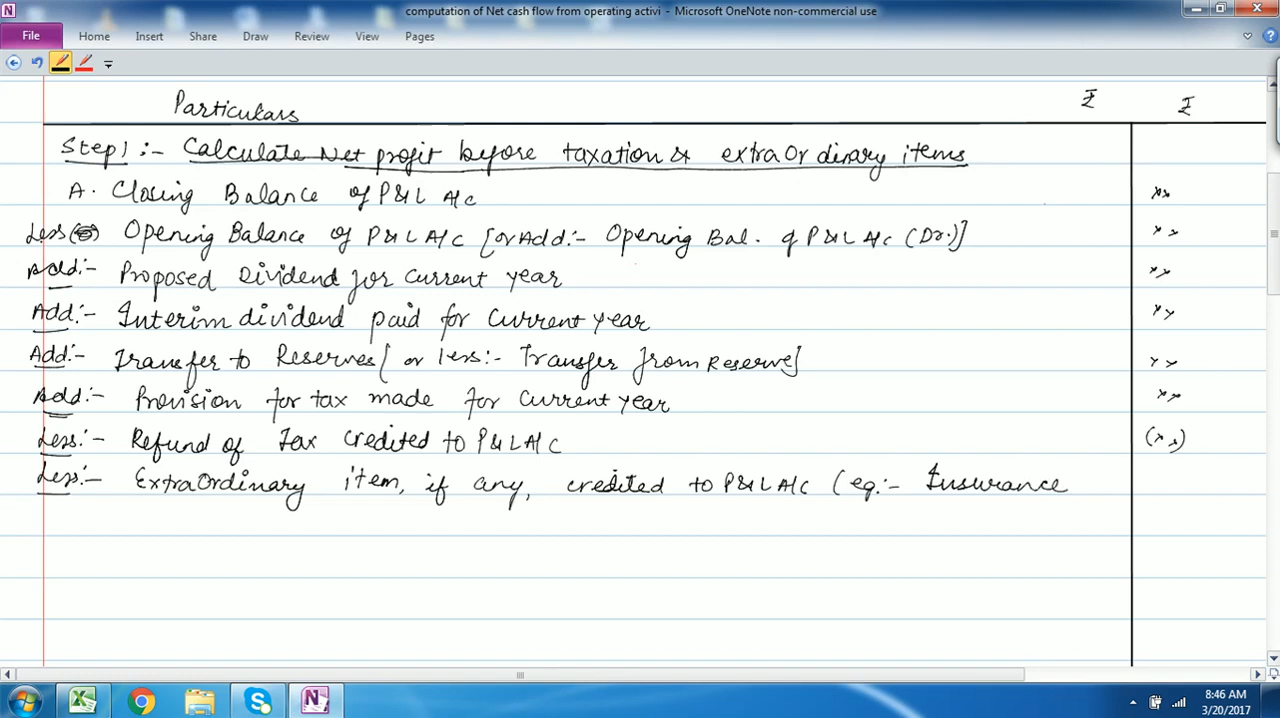 computation of Net cash flow from operating activi - Microsoft OneNote non-commercial use
File Home Insert Share Draw Review View Pages
Particulars ₹ ₹
Step 1 :- Calculate Net profit before taxation & extraordinary items
A. Closing Balance of P&L A/c xx
Less Opening Balance of P&L A/c [or Add:- Opening Bal. of P&L A/c (Dr.)] xx
Add:- Proposed Dividend for current year xx
Add:- Interim dividend paid for current year xx
Add:- Transfer to Reserves [or less:- Transfer from Reserve] xx
Add:- Provision for tax made for current year xx
Less:- Refund of Tax credited to P&L A/c (xx)
Less:- Extraordinary item, if any, credited to P&L A/c (eg:- Insurance
8:46 AM
3/20/2017